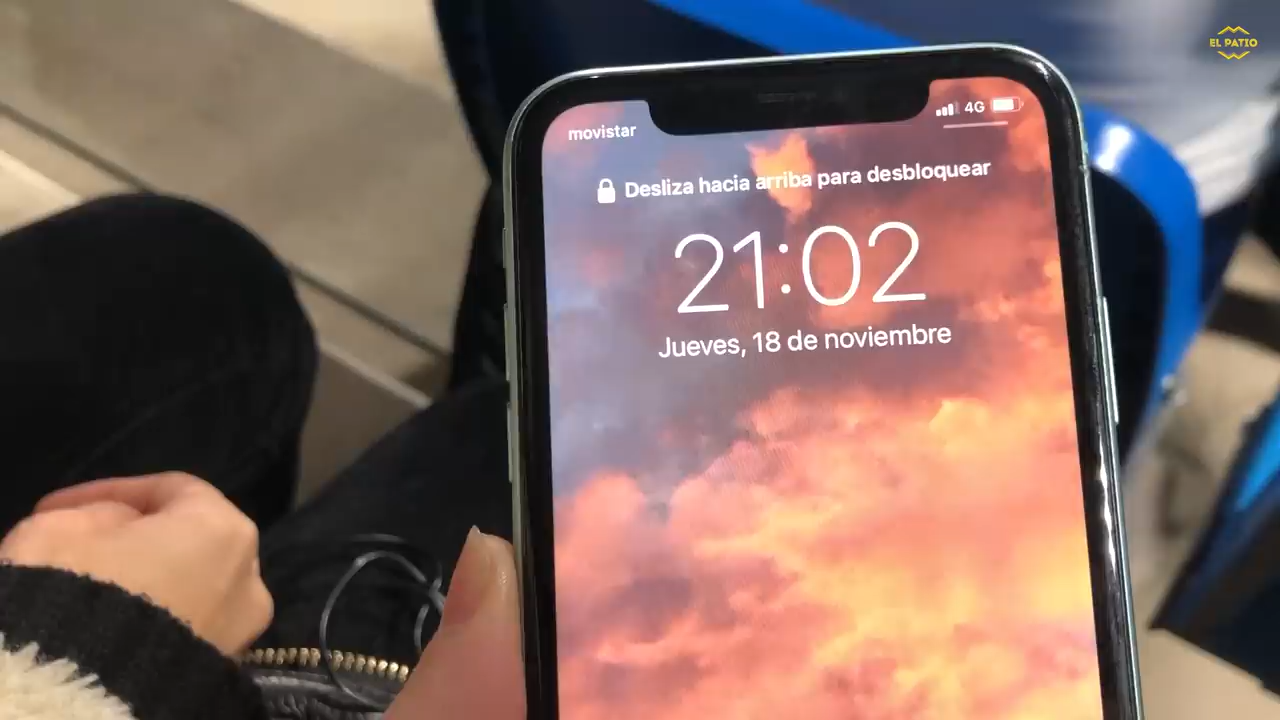 EL PATIO
movistar
4G
Desliza hacia arriba para desbloquear
21:02
Jueves, 18 de noviembre